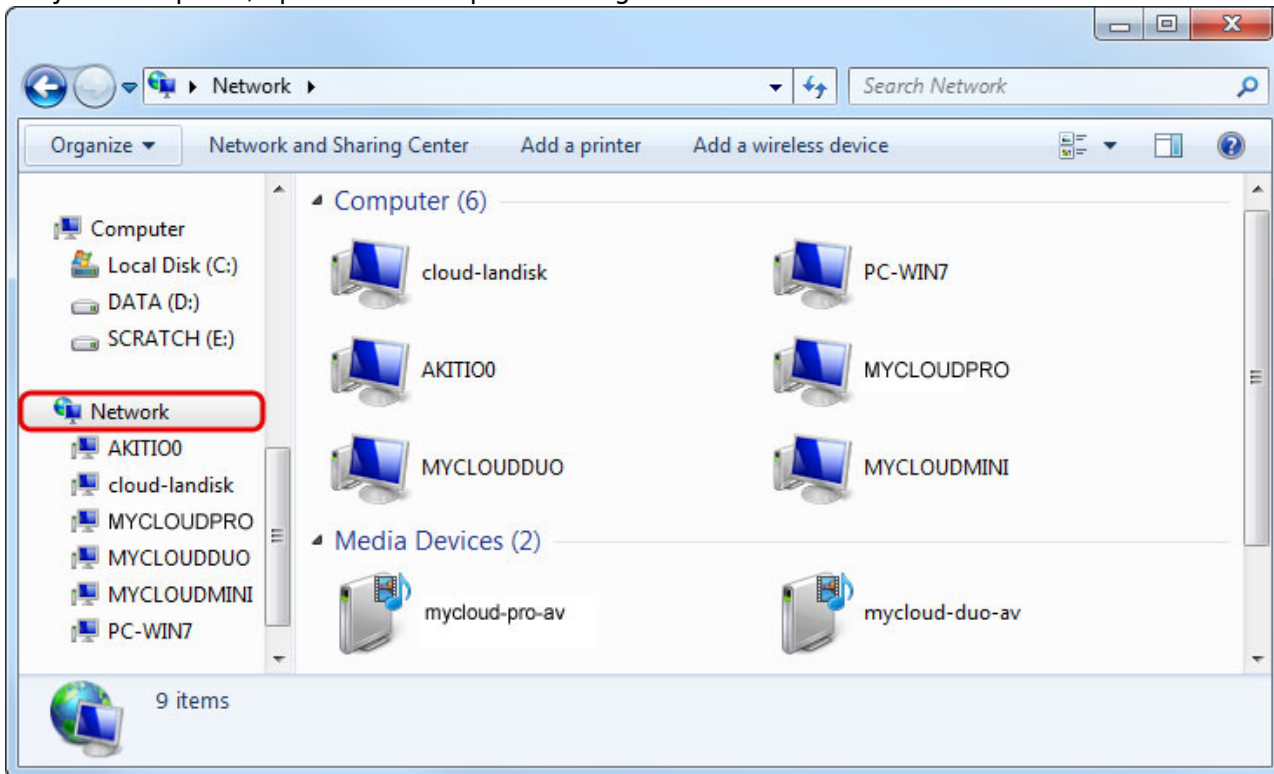 Network
Search Network
Organize
Network and Sharing Center
Add a printer
Add a wireless device
Computer
Local Disk (C:)
DATA (D:)
SCRATCH (E:)
Network
AKITIO0
cloud-landisk
MYCLOUDPRO
MYCLOUDDUO
MYCLOUDMINI
PC-WIN7
Computer (6)
cloud-landisk
PC-WIN7
AKITIO0
MYCLOUDPRO
MYCLOUDDUO
MYCLOUDMINI
Media Devices (2)
mycloud-pro-av
mycloud-duo-av
9 items